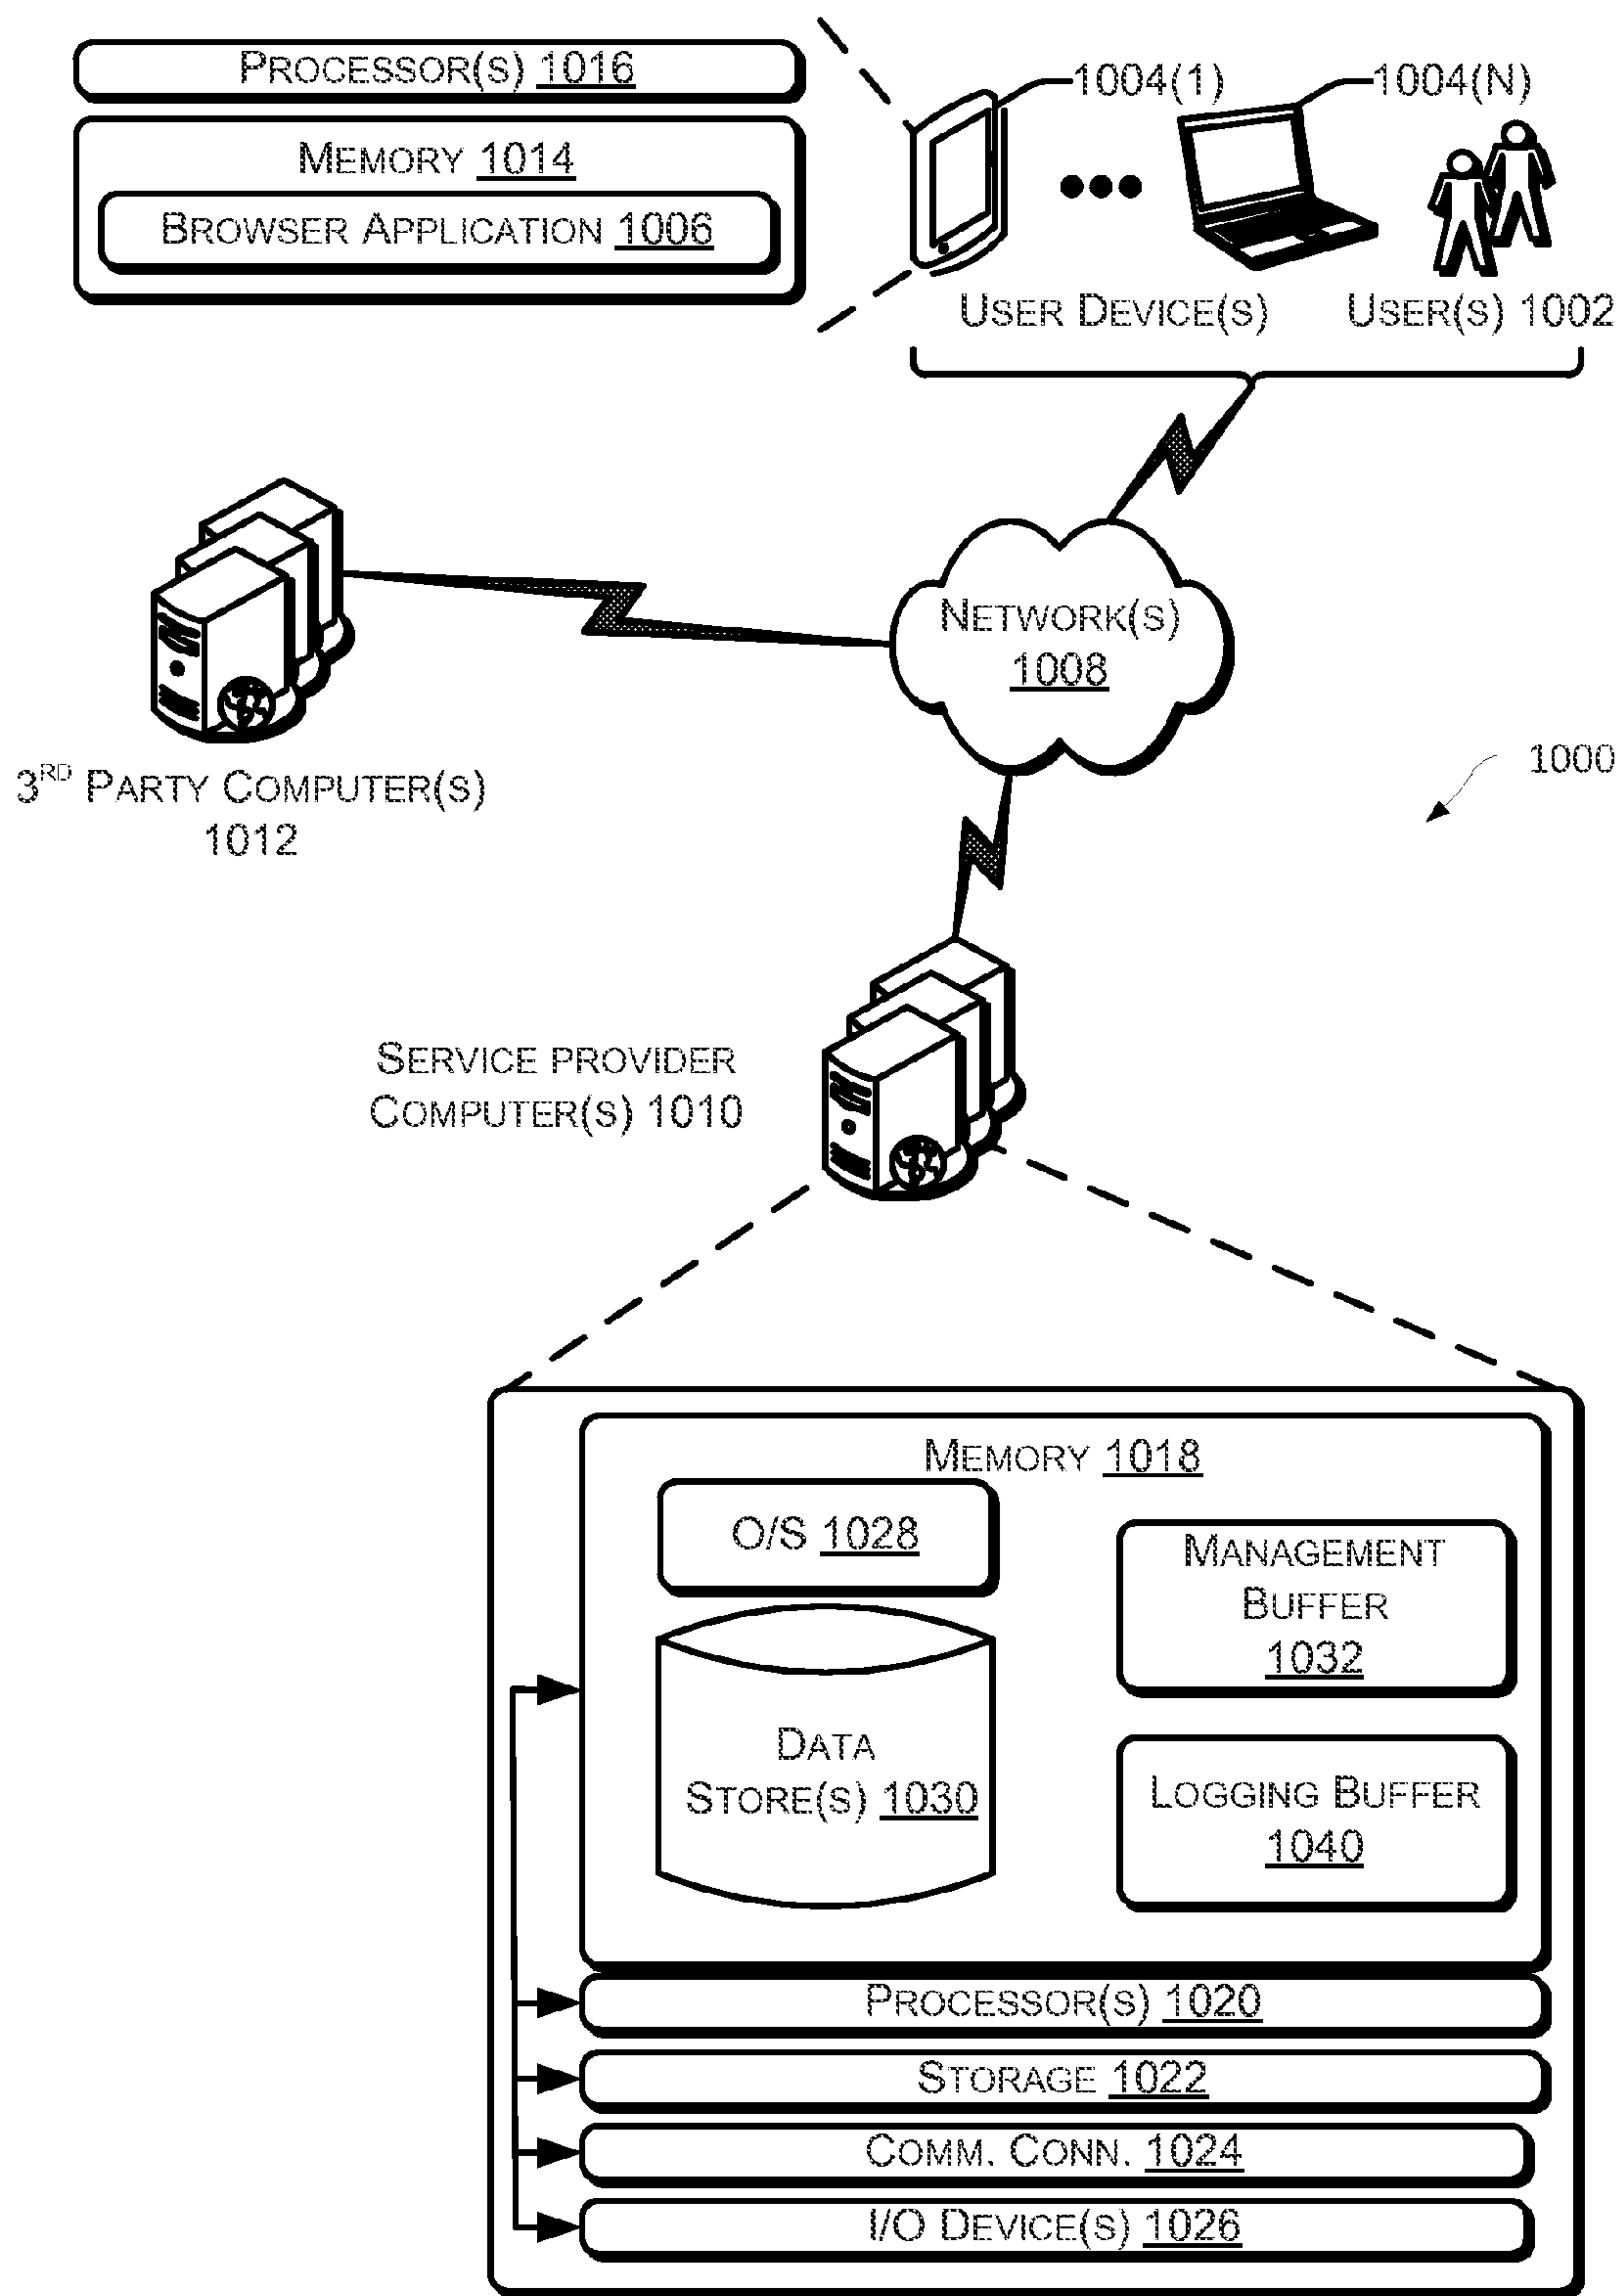 PROCESSOR(S) 1016
MEMORY 1014
BROWSER APPLICATION 1006
1004(1)
1004(N)
USER DEVICE(S)
USER(S) 1002
NETWORK(S)
1008
3RD PARTY COMPUTER(S)
1012
1000
SERVICE PROVIDER
COMPUTER(S) 1010
MEMORY 1018
O/S 1028
MANAGEMENT
BUFFER
1032
DATA
STORE(S) 1030
LOGGING BUFFER
1040
PROCESSOR(S) 1020
STORAGE 1022
COMM. CONN. 1024
I/O DEVICE(S) 1026